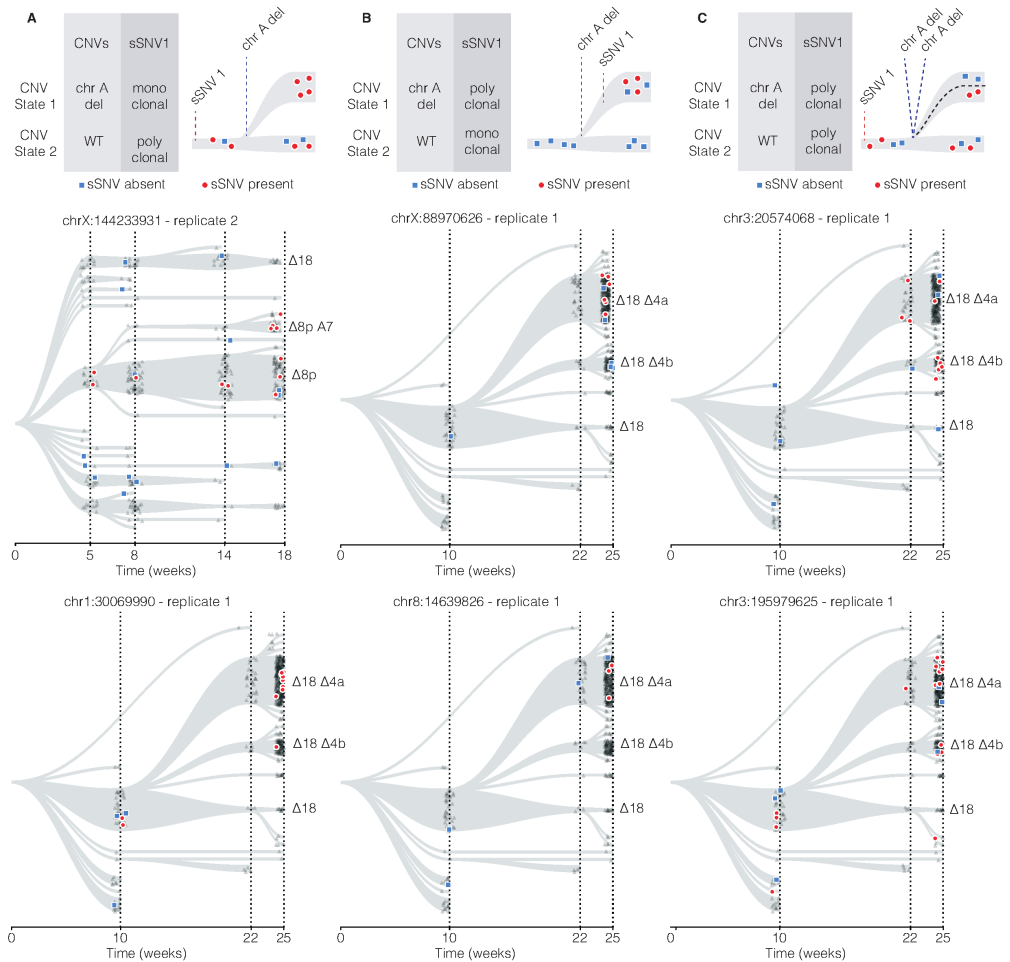 A
CNVs sSNV1
CNV State 1
chr A del
mono clonal
CNV State 2
WT
poly clonal
sSNV 1
chr A del
sSNV absent
sSNV present
B
CNVs sSNV1
CNV State 1
chr A del
poly clonal
CNV State 2
WT
mono clonal
chr A del
sSNV 1
sSNV absent
sSNV present
C
CNVs sSNV1
CNV State 1
chr A del
poly clonal
CNV State 2
WT
poly clonal
sSNV 1
chr A del
chr A del
sSNV absent
sSNV present
chrX:144233931 - replicate 2
Δ18
Δ8p A7
Δ8p
0 5 8 14 18
Time (weeks)
chrX:88970626 - replicate 1
Δ18 Δ4a
Δ18 Δ4b
Δ18
0 10 22 25
Time (weeks)
chr3:20574068 - replicate 1
Δ18 Δ4a
Δ18 Δ4b
Δ18
0 10 22 25
Time (weeks)
chr1:30069990 - replicate 1
Δ18 Δ4a
Δ18 Δ4b
Δ18
0 10 22 25
Time (weeks)
chr8:14639826 - replicate 1
Δ18 Δ4a
Δ18 Δ4b
Δ18
0 10 22 25
Time (weeks)
chr3:195979625 - replicate 1
Δ18 Δ4a
Δ18 Δ4b
Δ18
0 10 22 25
Time (weeks)